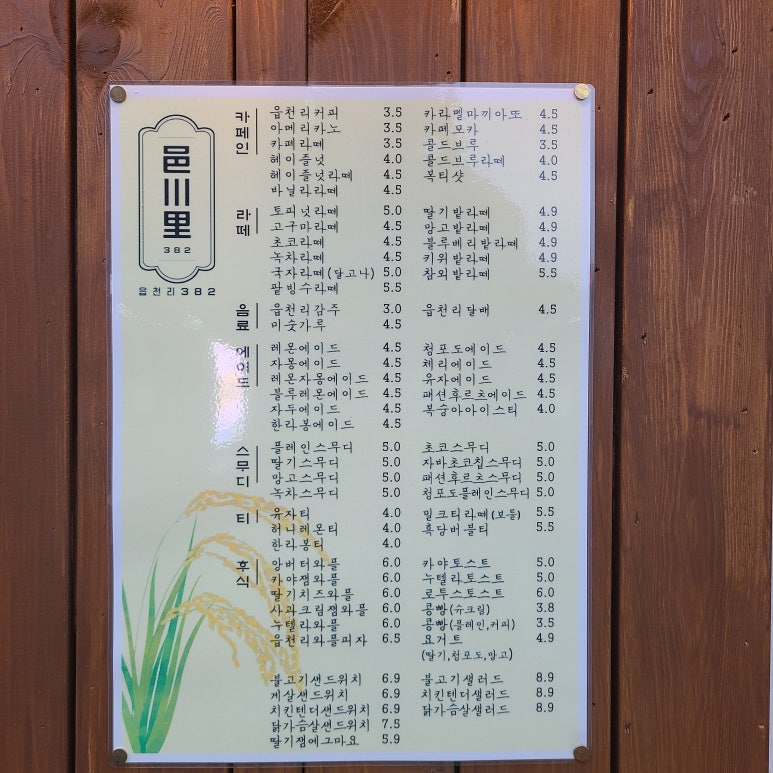 邑川里
382
읍천리382
카페인
읍천리커피 3.5
아메리카노 3.5
카페라떼 3.5
헤이즐넛 4.0
헤이즐넛라떼 4.5
바닐라라떼 4.5
카라멜마끼아또 4.5
카페모카 4.5
콜드브루 3.5
콜드브루라떼 4.0
복티샷 4.5
라떼
토피넛라떼 5.0
고구마라떼 4.5
초코라떼 4.5
녹차라떼 4.5
국자라떼(달고나) 5.0
팥빙수라떼 5.5
딸기밭라떼 4.9
망고밭라떼 4.9
블루베리밭라떼 4.9
키위밭라떼 4.9
참외밭라떼 5.5
음료
읍천리감주 3.0
미숫가루 4.5
읍천리달배 4.5
에이드
레몬에이드 4.5
자몽에이드 4.5
레몬자몽에이드 4.5
블루레몬에이드 4.5
자두에이드 4.5
한라봉에이드 4.5
청포도에이드 4.5
체리에이드 4.5
유자에이드 4.5
패션후르츠에이드 4.5
복숭아아이스티 4.0
스무디
플레인스무디 5.0
딸기스무디 5.0
망고스무디 5.0
녹차스무디 5.0
초코스무디 5.0
자바초코칩스무디 5.0
패션후르츠스무디 5.0
청포도플레인스무디 5.0
티
유자티 4.0
허니레몬티 4.0
한라봉티 4.0
밀크티라떼(보틀) 5.5
흑당버블티 5.5
후식
앙버터와플 6.0
카야잼와플 6.0
딸기치즈와플 6.0
사과크림잼와플 6.0
누텔라와플 6.0
읍천리와플피자 6.5
카야토스트 5.0
누텔라토스트 5.0
로투스토스트 6.0
콩빵(슈크림) 3.8
콩빵(플레인,커피) 3.5
요거트 4.9
(딸기,청포도,망고)
불고기샌드위치 6.9
게살샌드위치 6.9
치킨텐더샌드위치 6.9
닭가슴살샌드위치 7.5
딸기잼에그마요 5.9
불고기샐러드 8.9
치킨텐더샐러드 8.9
닭가슴살샐러드 8.9